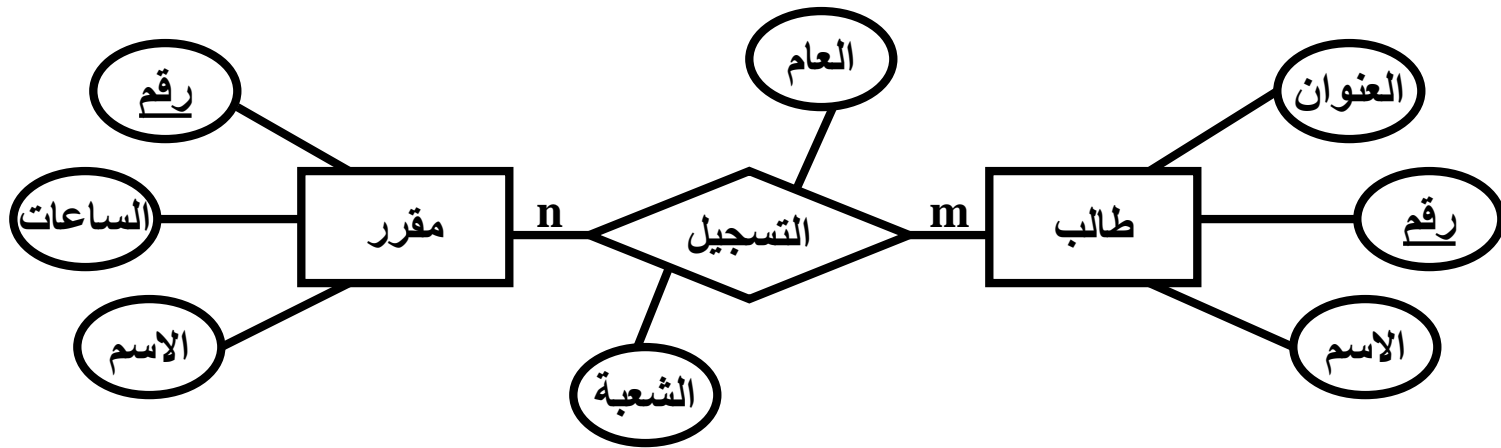 العام
العنوان
رقم
رقم
طالب
m
التسجيل
n
مقرر
الساعات
الاسم
الاسم
الشعبة